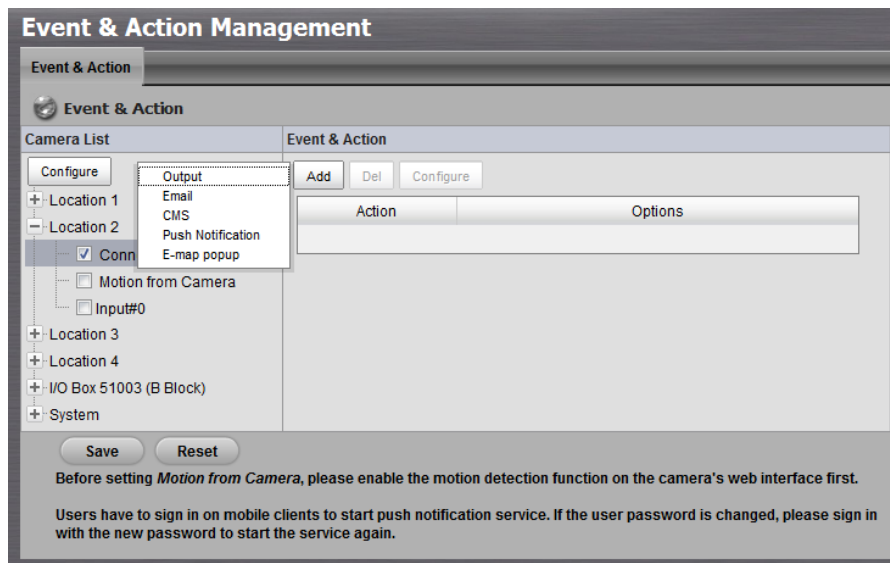 Event & Action Management
Event & Action
Event & Action
Camera List
Event & Action
Configure
Output
Email
CMS
Push Notification
E-map popup
Add
Del
Configure
Action
Options
Location 1
Location 2
Conn
Motion from Camera
Input#0
Location 3
Location 4
I/O Box 51003 (B Block)
System
Save
Reset
Before setting Motion from Camera, please enable the motion detection function on the camera's web interface first.
Users have to sign in on mobile clients to start push notification service. If the user password is changed, please sign in
with the new password to start the service again.